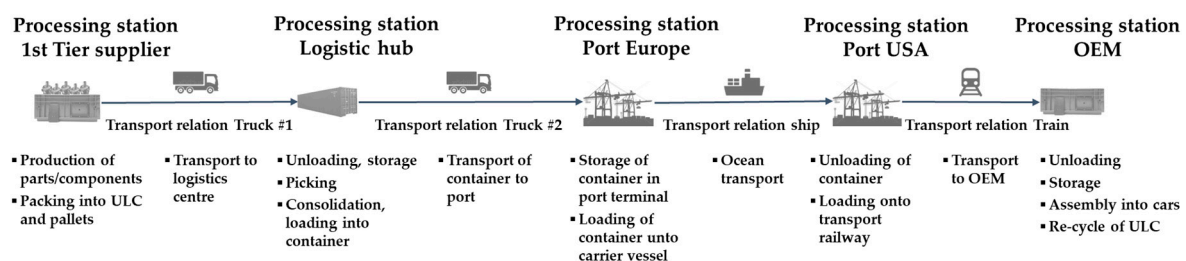 Processing station
1st Tier supplier
Processing station
Logistic hub
Processing station
Port Europe
Processing station
Port USA
Processing station
OEM
Transport relation Truck #1
Transport relation Truck #2
Transport relation ship
Transport relation Train
▪ Production of
parts/components
▪ Packing into ULC
and pallets
▪ Transport to
logistics
centre
▪ Unloading, storage
▪ Picking
▪ Consolidation,
loading into
container
▪ Transport of
container to
port
▪ Storage of
container in
port terminal
▪ Loading of
container unto
carrier vessel
▪ Ocean
transport
▪ Unloading of
container
▪ Loading onto
transport
railway
▪ Transport
to OEM
▪ Unloading
▪ Storage
▪ Assembly into cars
▪ Re-cycle of ULC